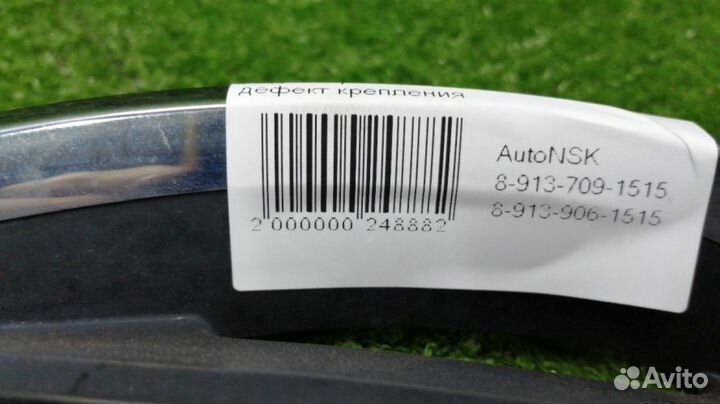 дефект крепления
2 000000 248882
AutoNSK
8-913-709-1515
8-913-906-1515
Avito